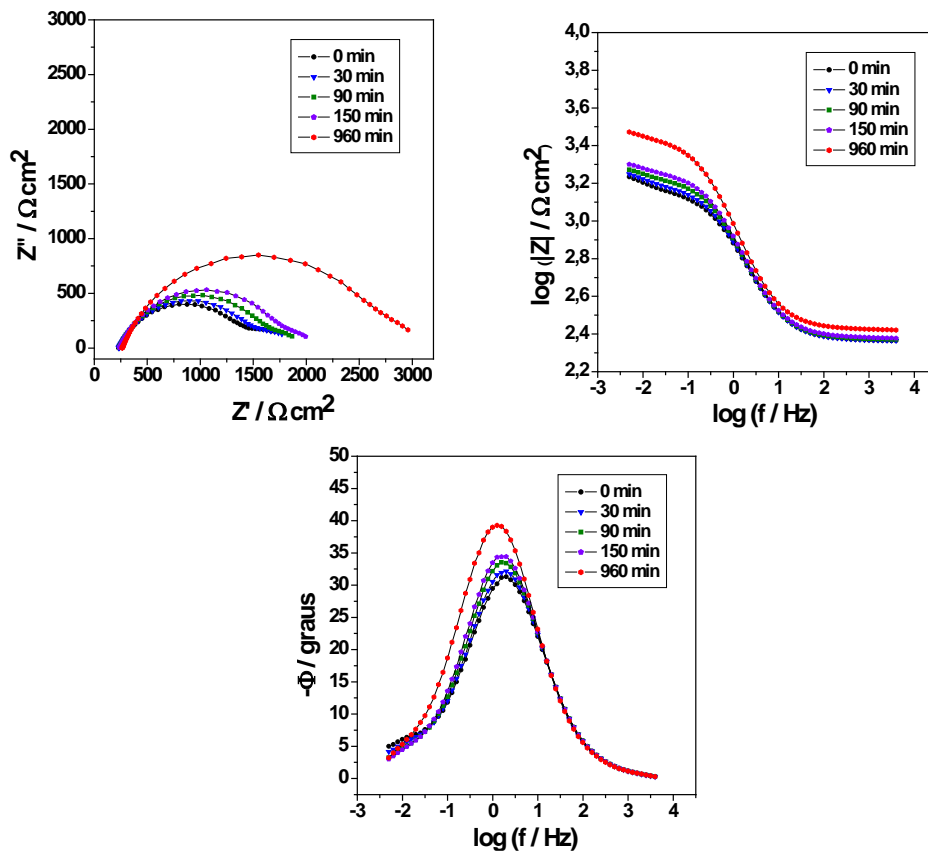 3000
2500
2000
1500
1000
500
0
Z'' / Ω cm2
0 min
30 min
90 min
150 min
960 min
0 500 1000 1500 2000 2500 3000
Z' / Ω cm2
4,0
3,8
3,6
3,4
3,2
3,0
2,8
2,6
2,4
2,2
log (|Z| / Ω cm2)
0 min
30 min
90 min
150 min
960 min
-3 -2 -1 0 1 2 3 4
log (f / Hz)
50
45
40
35
30
25
20
15
10
5
0
-Φ / graus
0 min
30 min
90 min
150 min
960 min
-3 -2 -1 0 1 2 3 4
log (f / Hz)